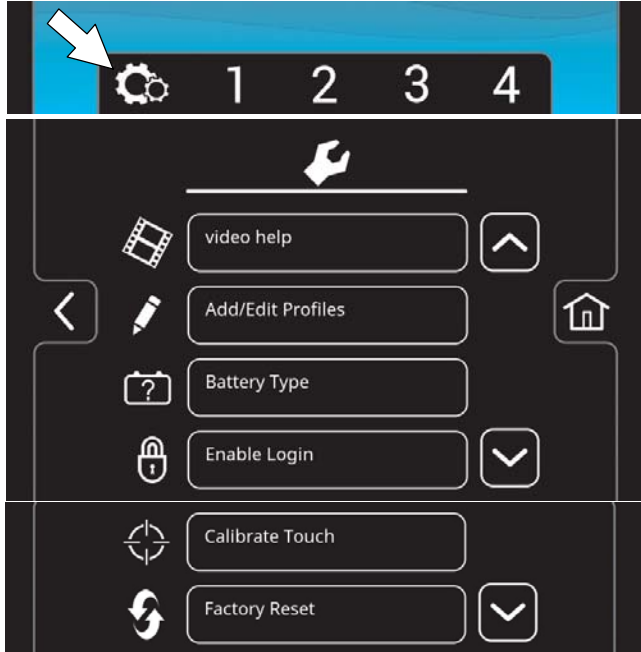 1 2 3 4
video help
Add/Edit Profiles
? Battery Type
Enable Login
Calibrate Touch
Factory Reset